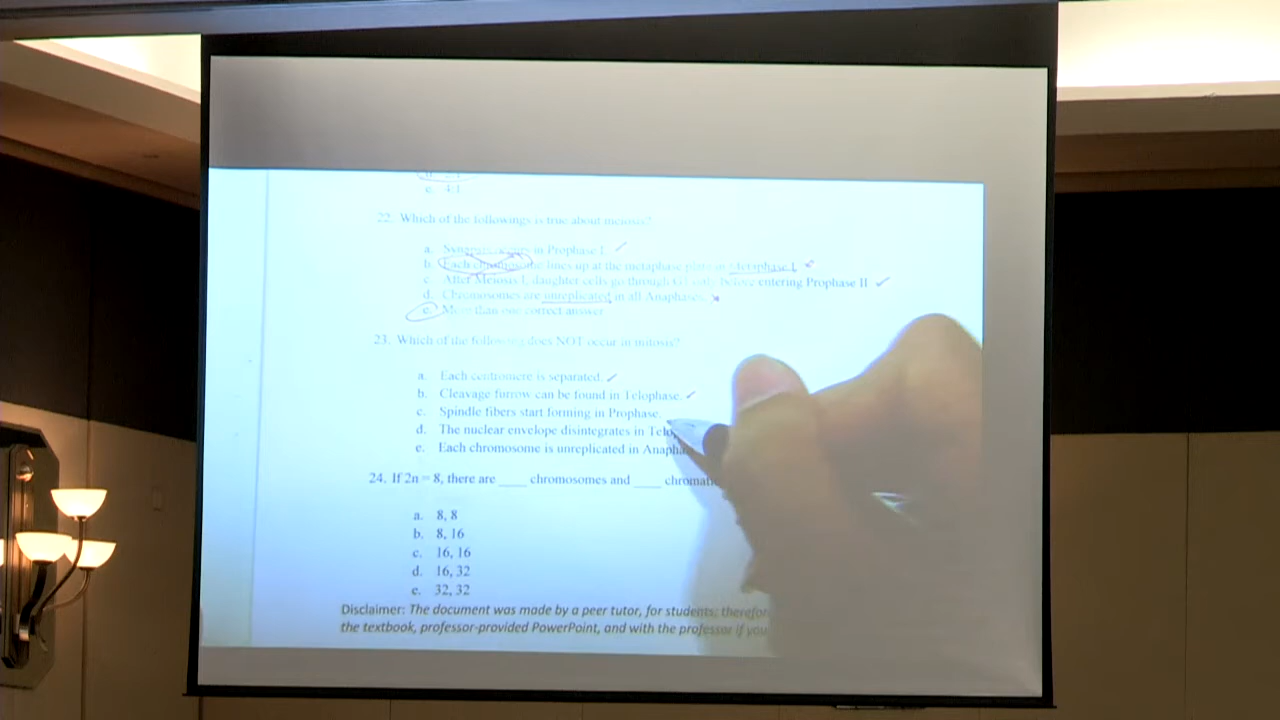 e. 4:1
22. Which of the followings is true about meiosis?
a. Synapsis occurs in Prophase I.
b. Each chromosome lines up at the metaphase plate in Metaphase I.
c. After Meiosis I, daughter cells go through G1 only before entering Prophase II
d. Chromosomes are unreplicated in all Anaphases.
e. More than one correct answer
23. Which of the following does NOT occur in mitosis?
a. Each centromere is separated.
b. Cleavage furrow can be found in Telophase.
c. Spindle fibers start forming in Prophase.
d. The nuclear envelope disintegrates in
e. Each chromosome is unreplicated in
24. If 2n = 8, there are ____ chromosomes and ____
a. 8, 8
b. 8, 16
c. 16, 16
d. 16, 32
e. 32, 32
Disclaimer: The document was made by a peer tutor, for students;
the textbook, professor-provided PowerPoint, and with the professor if you